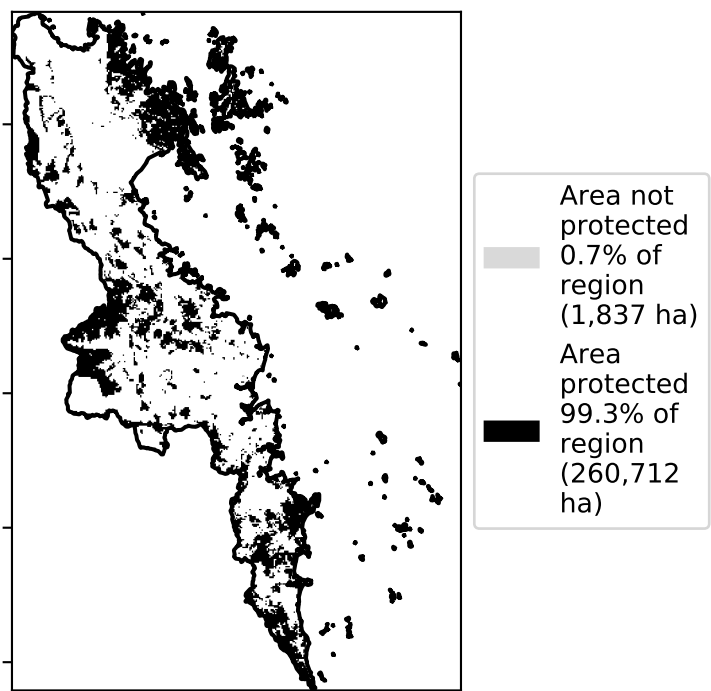 Area not
protected
0.7% of
region
(1,837 ha)
Area
protected
99.3% of
region
(260,712
ha)